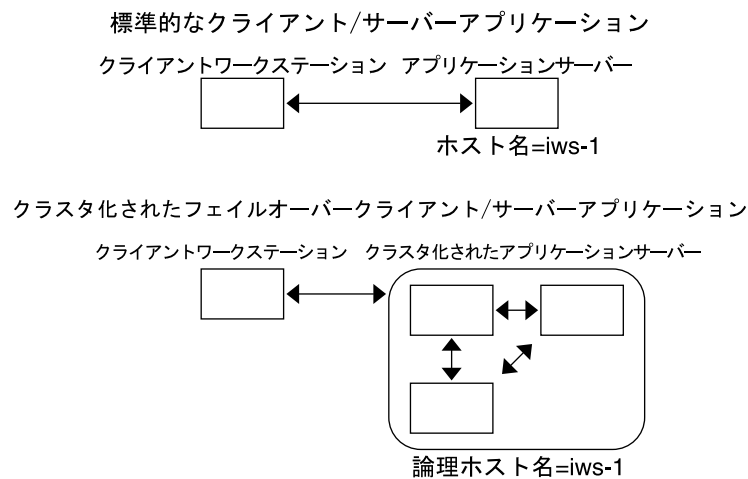 標準的なクライアント/サーバーアプリケーション
クライアントワークステーション アプリケーションサーバー
ホスト名=iws-1
クラスタ化されたフェイルオーバークライアント/サーバーアプリケーション
クライアントワークステーション クラスタ化されたアプリケーションサーバー
論理ホスト名=iws-1